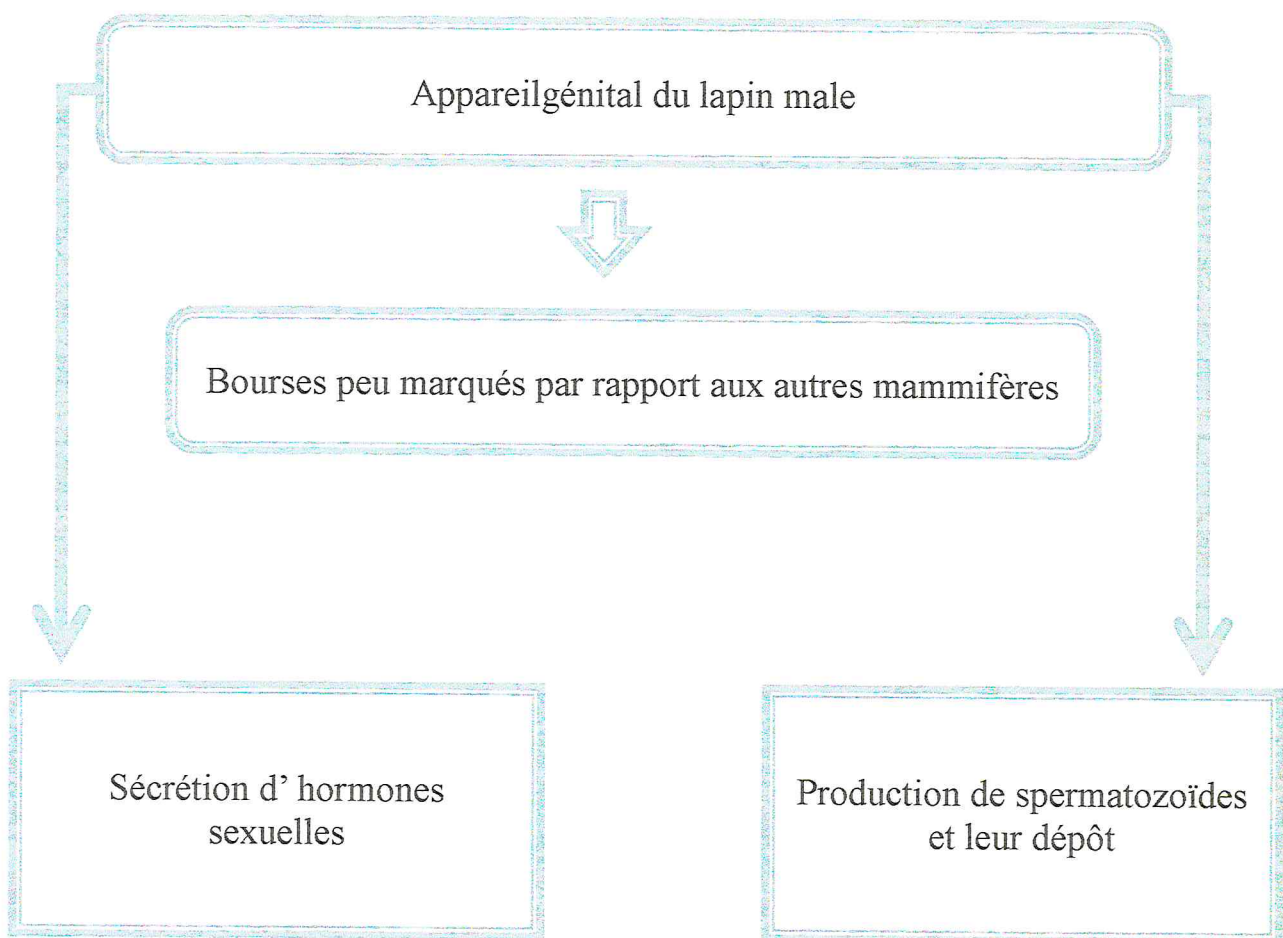 Appareilgénital du lapin male
Bourses peu marqués par rapport aux autres mammifères
Sécrétion d' hormones
sexuelles
Production de spermatozoïdes
et leur dépôt